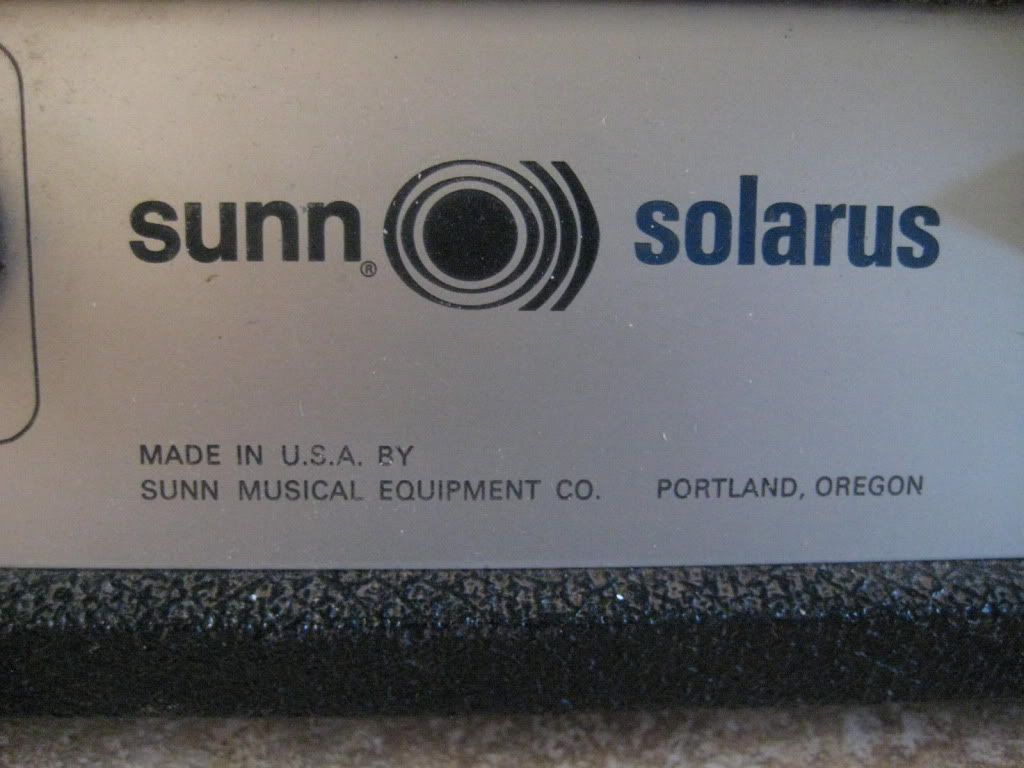 sunn® solarus
MADE IN U.S.A. BY
SUNN MUSICAL EQUIPMENT CO. PORTLAND, OREGON